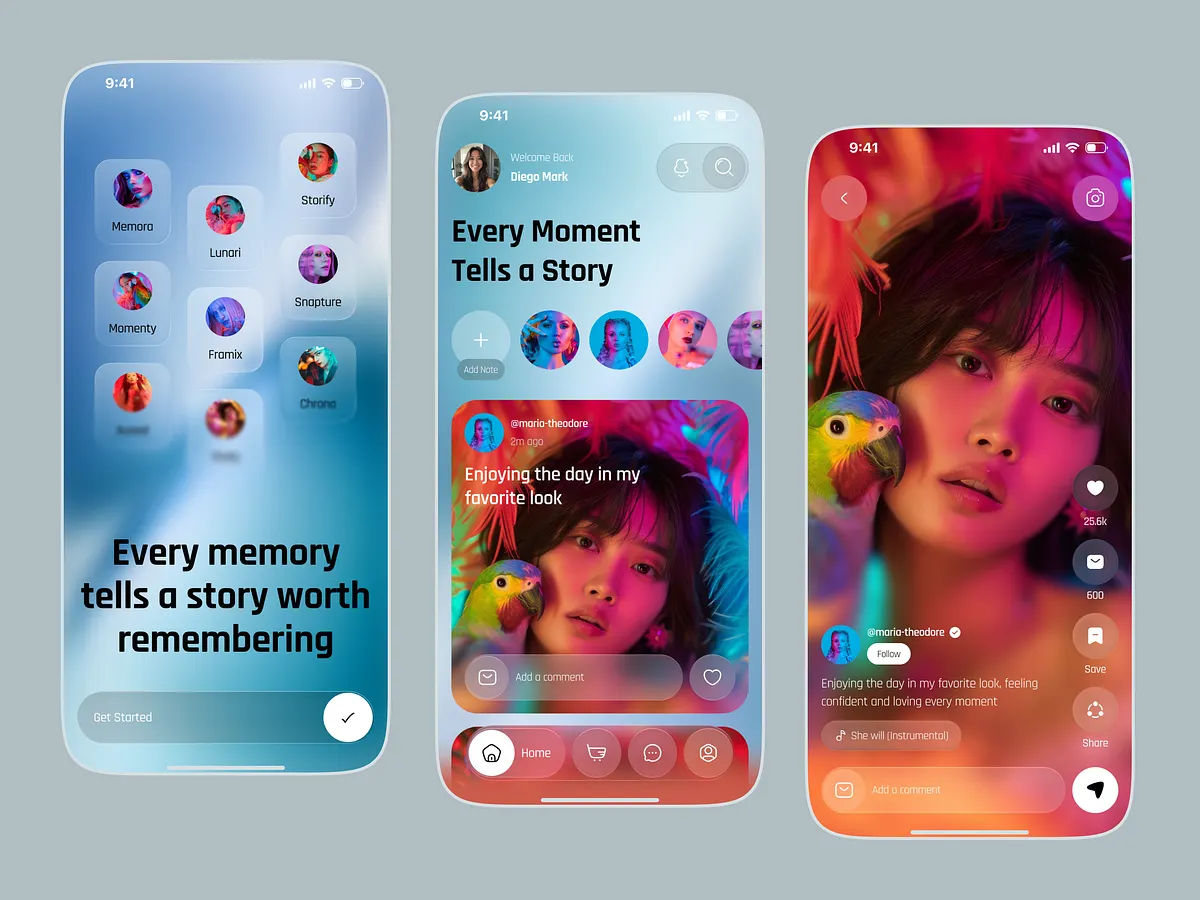 9:41
Memora
Lunari
Storify
Momenty
Framix
Snapture
Chrono
Every memory
tells a story worth
remembering
Get Started
9:41
Welcome Back
Diego Mark
Every Moment
Tells a Story
Add Note
@maria-theodore
2m ago
Enjoying the day in my
favorite look
Add a comment
Home
9:41
25.6k
600
@maria-theodore
Follow
Save
Enjoying the day in my favorite look, feeling
confident and loving every moment
She will (Instrumental)
Share
Add a comment